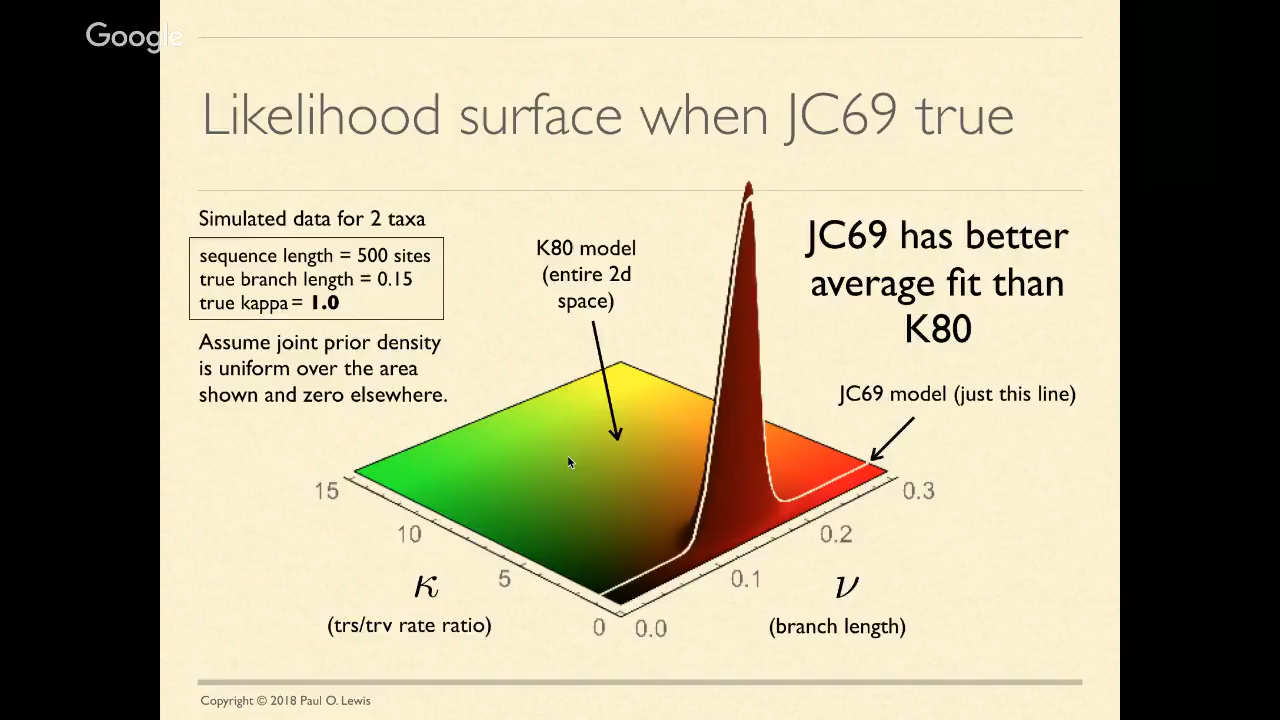 Google
Likelihood surface when JC69 true
Simulated data for 2 taxa
sequence length = 500 sites
true branch length = 0.15
true kappa = 1.0
Assume joint prior density
is uniform over the area
shown and zero elsewhere.
K80 model
(entire 2d
space)
JC69 has better
average fit than
K80
JC69 model (just this line)
15
10
5
0
κ
(trs/trv rate ratio)
0.0
0.1
0.2
0.3
ν
(branch length)
Copyright © 2018 Paul O. Lewis